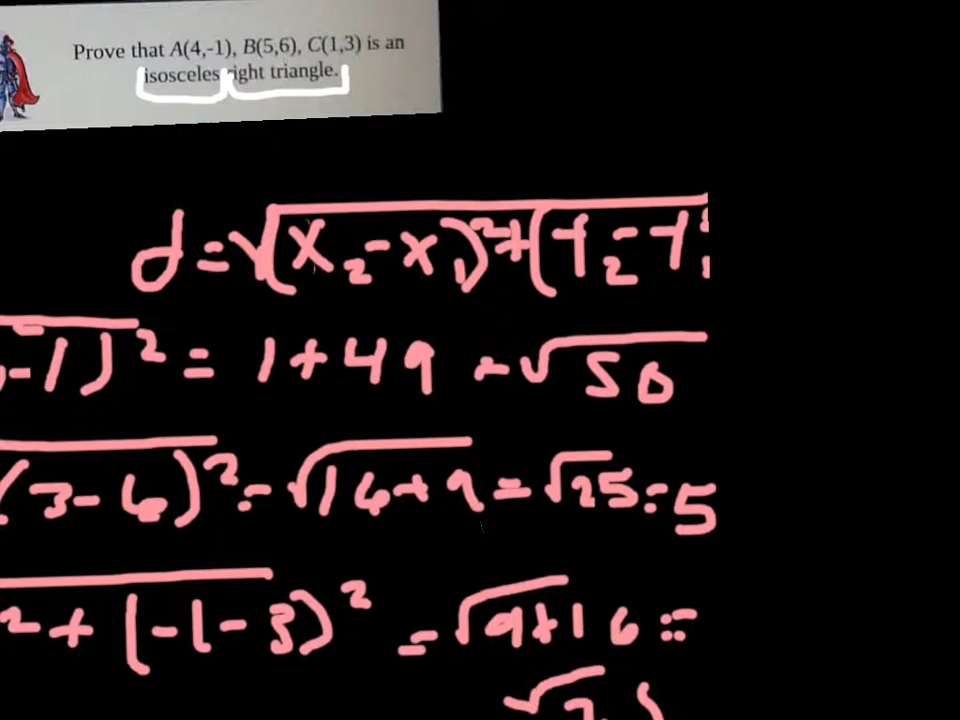 Prove that A(4,-1), B(5,6), C(1,3) is an
isosceles right triangle.
d = √(x₂ - x₁)² + (Y₂ - Y
-1)² = 1 + 49 = √50
(3 - 6)² = √16 + 9 = √25 = 5
² + (-1 - 3)² = √9 + 16 =
√25